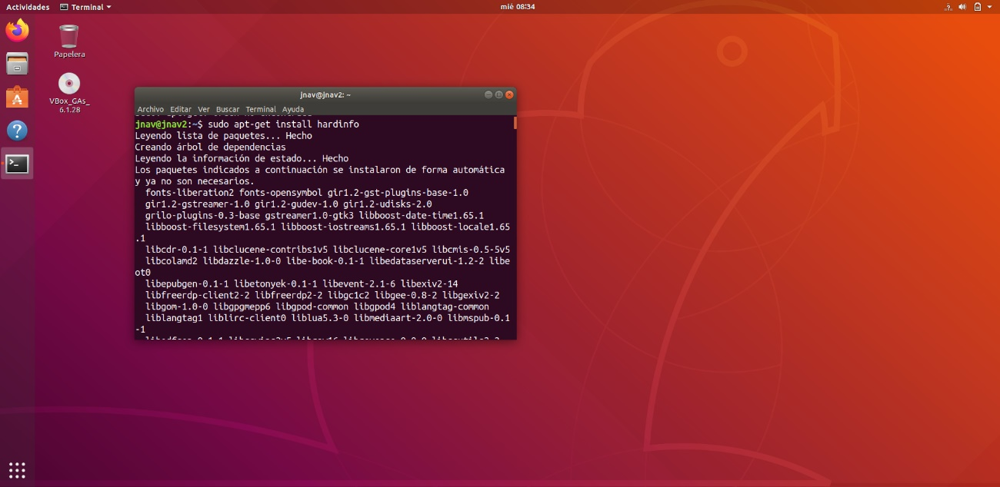 Actividades
Terminal
mié 08:34
?
Papelera
VBox_GAs_
6.1.28
jnav@jnav2: ~
Archivo Editar Ver Buscar Terminal Ayuda
jnav@jnav2:~$ sudo apt-get install hardinfo
Leyendo lista de paquetes... Hecho
Creando árbol de dependencias
Leyendo la información de estado... Hecho
Los paquetes indicados a continuación se instalaron de forma automática
y ya no son necesarios.
fonts-liberation2 fonts-opensymbol gir1.2-gst-plugins-base-1.0
gir1.2-gstreamer-1.0 gir1.2-gudev-1.0 gir1.2-udisks-2.0
grilo-plugins-0.3-base gstreamer1.0-gtk3 libboost-date-time1.65.1
libboost-filesystem1.65.1 libboost-iostreams1.65.1 libboost-locale1.65
.1
libcdr-0.1-1 libclucene-contribs1v5 libclucene-core1v5 libcmis-0.5-5v5
libcolamd2 libdazzle-1.0-0 libe-book-0.1-1 libedataserverui-1.2-2 libe
ot0
libepubgen-0.1-1 libetonyek-0.1-1 libevent-2.1-6 libexiv2-14
libfreerdp-client2-2 libfreerdp2-2 libgc1c2 libgee-0.8-2 libgexiv2-2
libgom-1.0-0 libgpgmepp6 libgpod-common libgpod4 liblangtag-common
liblangtag1 liblirc-client0 liblua5.3-0 libmediaart-2.0-0 libmspub-0.1
-1